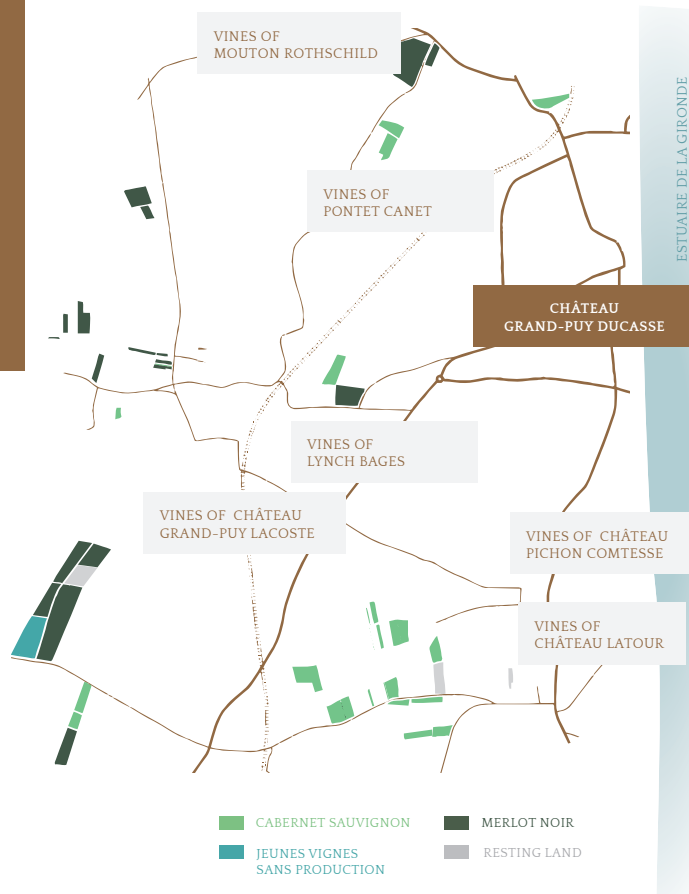 VINES OF
MOUTON ROTHSCHILD
ESTUAIRE DE LA GIRONDE
VINES OF
PONTET CANET
CHÂTEAU
GRAND-PUY DUCASSE
VINES OF
LYNCH BAGES
VINES OF CHÂTEAU
GRAND-PUY LACOSTE
VINES OF CHÂTEAU
PICHON COMTESSE
VINES OF
CHÂTEAU LATOUR
CABERNET SAUVIGNON
MERLOT NOIR
JEUNES VIGNES
SANS PRODUCTION
RESTING LAND